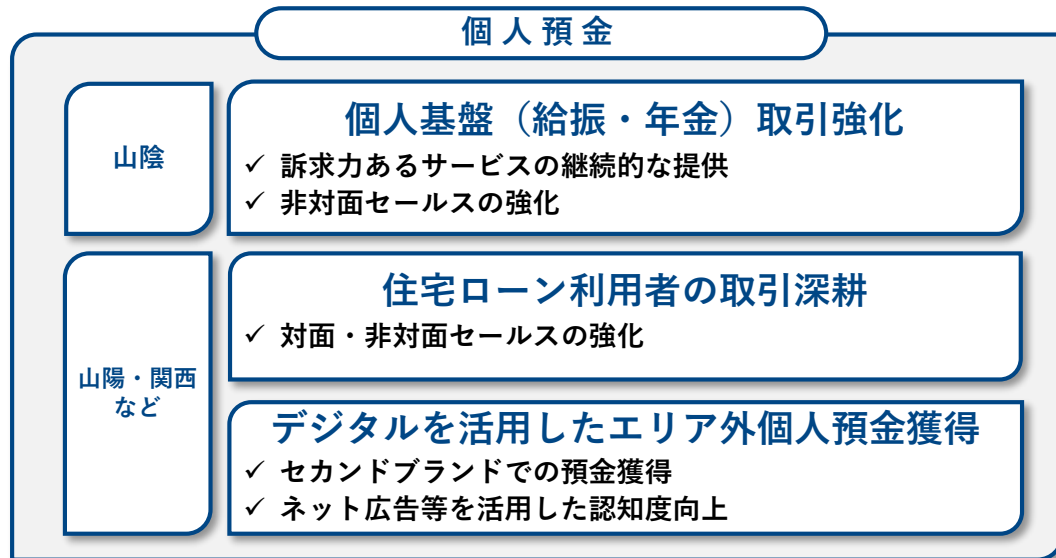 個人預金
山陰
個人基盤（給振・年金）取引強化
✓ 訴求力あるサービスの継続的な提供
✓ 非対面セールスの強化
山陽・関西
など
住宅ローン利用者の取引深耕
✓ 対面・非対面セールスの強化
デジタルを活用したエリア外個人預金獲得
✓ セカンドブランドでの預金獲得
✓ ネット広告等を活用した認知度向上